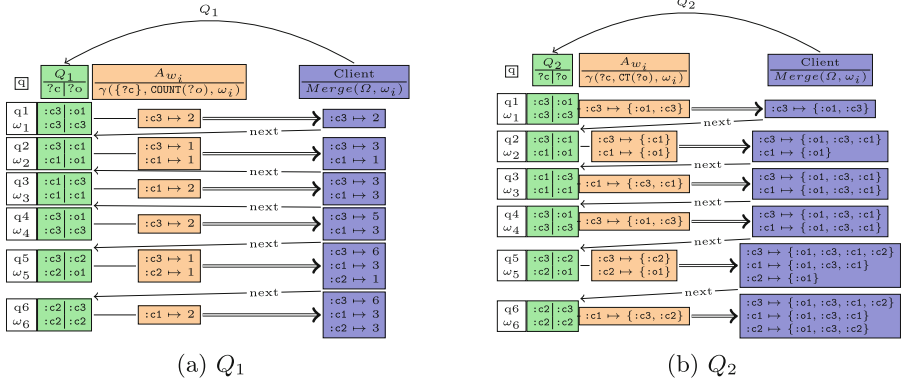 Q1
q
Q1
?c|?o
A_wi
γ({?c}, COUNT(?o), ωi)
Client
Merge(Ω, ωi)
q1
ω1
:c3 :o1
:c3 :c3
:c3 ↦ 2
:c3 ↦ 2
next
q2
ω2
:c3 :c1
:c1 :o1
:c3 ↦ 1
:c1 ↦ 1
:c3 ↦ 3
:c1 ↦ 1
next
q3
ω3
:c1 :c3
:c1 :c1
:c1 ↦ 2
:c3 ↦ 3
:c1 ↦ 3
next
q4
ω4
:c3 :o1
:c3 :c3
:c3 ↦ 2
:c3 ↦ 5
:c1 ↦ 3
next
q5
ω5
:c3 :c2
:c2 :o1
:c3 ↦ 1
:c2 ↦ 1
:c3 ↦ 6
:c1 ↦ 3
:c2 ↦ 1
next
q6
ω6
:c2 :c3
:c2 :c2
:c1 ↦ 2
:c3 ↦ 6
:c1 ↦ 3
:c2 ↦ 3
(a) Q1
Q2
q
Q2
?c|?o
A_wi
γ(?c, CT(?o), ωi)
Client
Merge(Ω, ωi)
q1
ω1
:c3 :o1
:c3 :c3
:c3 ↦ {:o1, :c3}
:c3 ↦ {:o1, :c3}
next
q2
ω2
:c3 :c1
:c1 :o1
:c3 ↦ {:c1}
:c1 ↦ {:o1}
:c3 ↦ {:o1, :c3, :c1}
:c1 ↦ {:o1}
next
q3
ω3
:c1 :c3
:c1 :c1
:c1 ↦ {:c3, :c1}
:c3 ↦ {:o1, :c3, :c1}
:c1 ↦ {:o1, :c3, :c1}
next
q4
ω4
:c3 :o1
:c3 :c3
:c3 ↦ {:o1, :c3}
:c3 ↦ {:o1, :c3, :c1}
:c1 ↦ {:o1, :c3, :c1}
next
q5
ω5
:c3 :c2
:c2 :o1
:c3 ↦ {:c2}
:c2 ↦ {:o1}
:c3 ↦ {:o1, :c3, :c1, :c2}
:c1 ↦ {:o1, :c3, :c1}
:c2 ↦ {:o1}
next
q6
ω6
:c2 :c3
:c2 :c2
:c1 ↦ {:c3, :c2}
:c3 ↦ {:o1, :c3, :c1, :c2}
:c1 ↦ {:o1, :c3, :c1}
:c2 ↦ {:o1, :c3, :c2}
(b) Q2